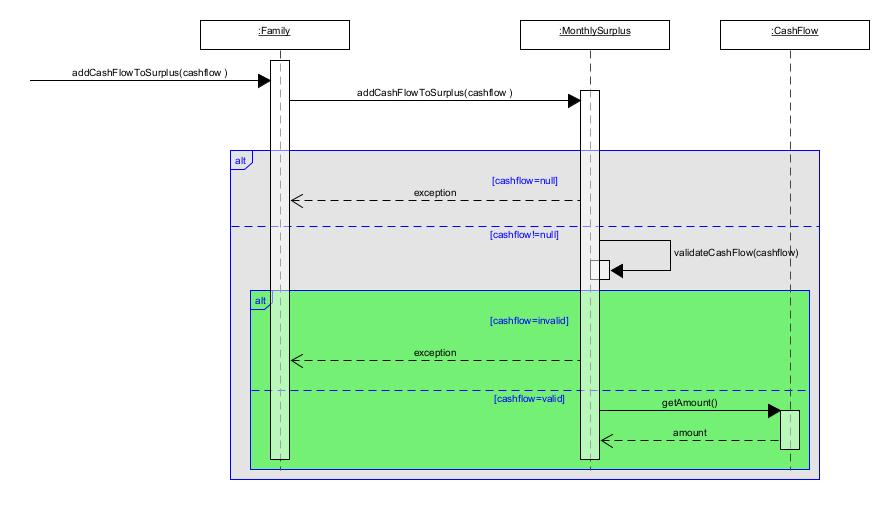 :Family
:MonthlySurplus
:CashFlow
addCashFlowToSurplus(cashflow )
addCashFlowToSurplus(cashflow )
alt
[cashflow=null]
exception
[cashflow!=null]
validateCashFlow(cashflow)
alt
[cashflow=invalid]
exception
[cashflow=valid]
getAmount()
amount